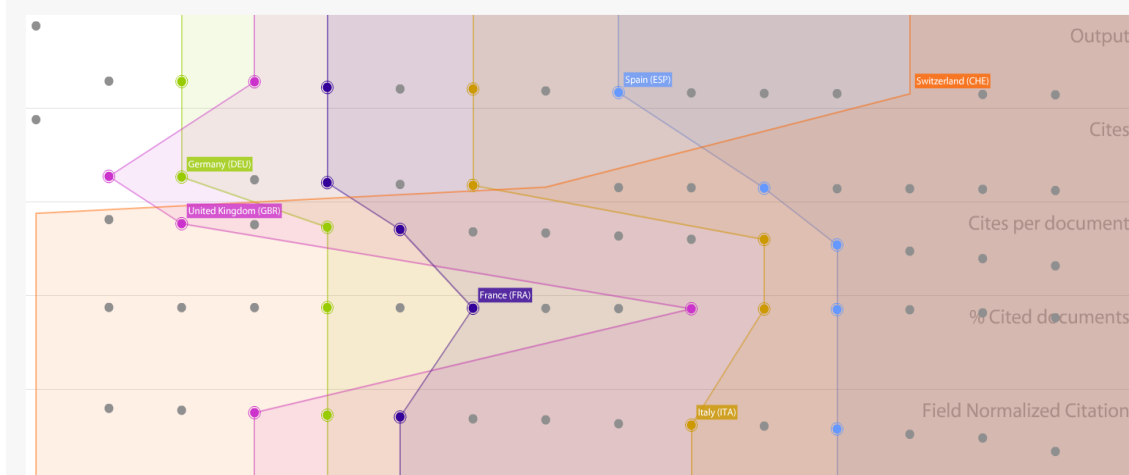 Output
Spain (ESP)
Switzerland (CHE)
Cites
Germany (DEU)
United Kingdom (GBR)
Cites per document
France (FRA)
% Cited documents
Italy (ITA)
Field Normalized Citation